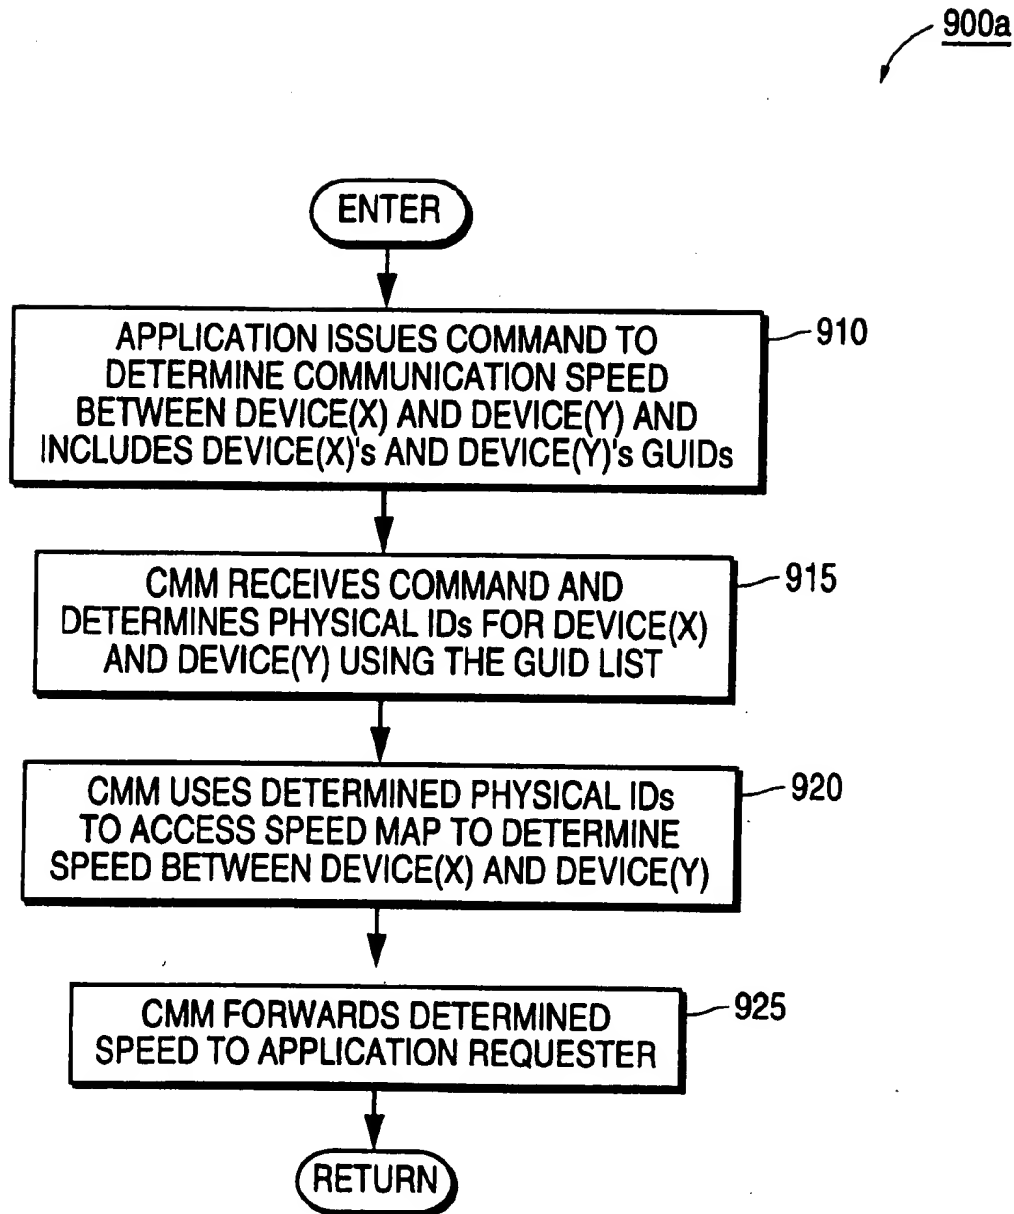 900a
ENTER
APPLICATION ISSUES COMMAND TO
DETERMINE COMMUNICATION SPEED
BETWEEN DEVICE(X) AND DEVICE(Y) AND
INCLUDES DEVICE(X)'s AND DEVICE(Y)'s GUIDs
910
CMM RECEIVES COMMAND AND
DETERMINES PHYSICAL IDs FOR DEVICE(X)
AND DEVICE(Y) USING THE GUID LIST
915
CMM USES DETERMINED PHYSICAL IDs
TO ACCESS SPEED MAP TO DETERMINE
SPEED BETWEEN DEVICE(X) AND DEVICE(Y)
920
CMM FORWARDS DETERMINED
SPEED TO APPLICATION REQUESTER
925
RETURN